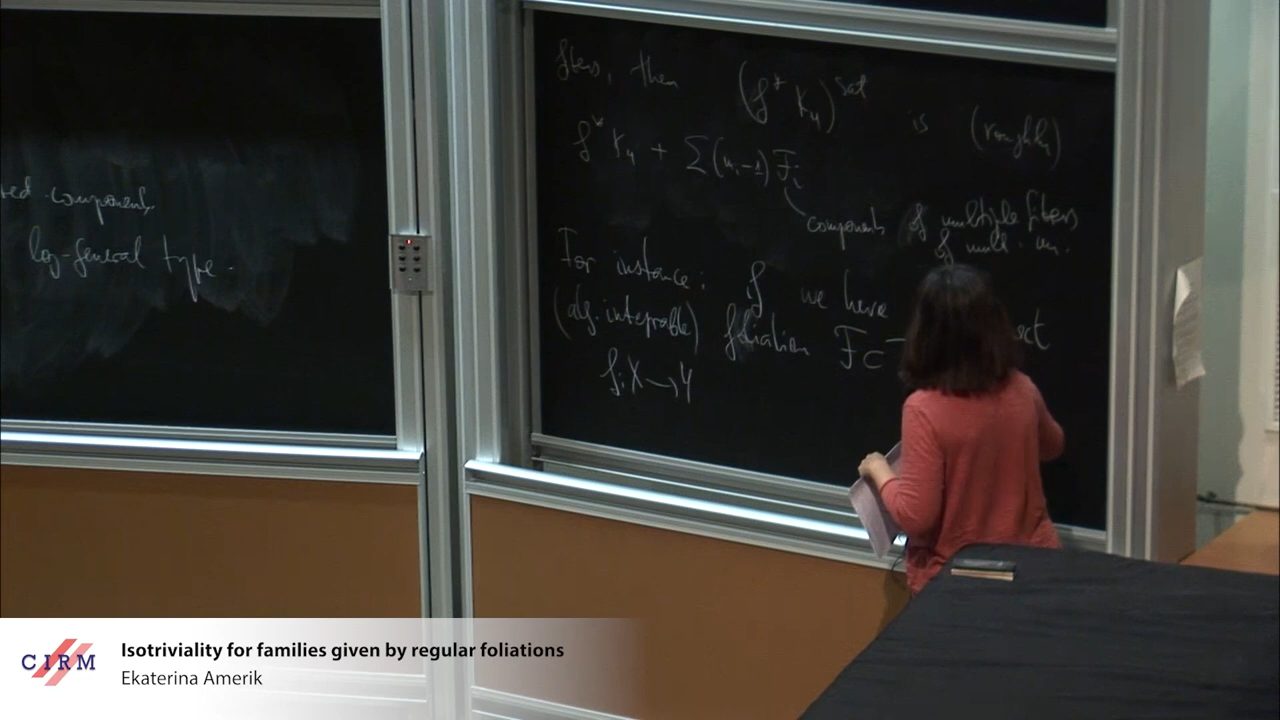 components
log-general type.
fibers, then (f* K_Y)^sat is (roughly)
f* K_Y + Σ(m_i-1) F_i
components of multiple fibers
of mult. m_i.
For instance: if we have
(alg. integrable) foliation F ⊂
f: X → Y
CIRM
Isotriviality for families given by regular foliations
Ekaterina Amerik